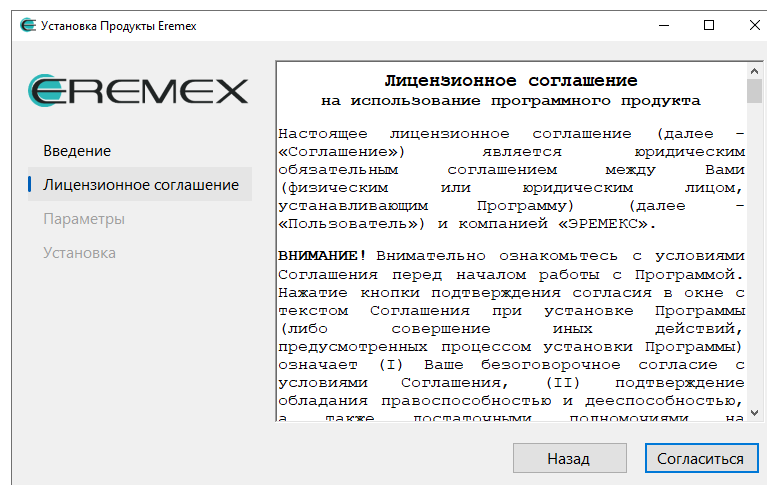 Установка Продукты Eremex
EREMEX
Введение
Лицензионное соглашение
Параметры
Установка
Лицензионное соглашение
на использование программного продукта
Настоящее лицензионное соглашение (далее –
«Соглашение») является юридическим
обязательным соглашением между Вами
(физическим или юридическим лицом,
устанавливающим Программу) (далее –
«Пользователь») и компанией «ЭРЕМЕКС».
ВНИМАНИЕ! Внимательно ознакомьтесь с условиями
Соглашения перед началом работы с Программой.
Нажатие кнопки подтверждения согласия в окне с
текстом Соглашения при установке Программы
(либо совершение иных действий,
предусмотренных процессом установки Программы)
означает (I) Ваше безоговорочное согласие с
условиями Соглашения, (II) подтверждение
обладания правоспособностью и дееспособностью,
а также достаточными полномочиями на
Назад
Согласиться